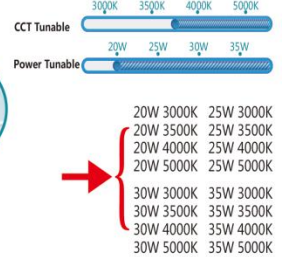 3000K 3500K 4000K 5000K
CCT Tunable
20W 25W 30W 35W
Power Tunable
20W 3000K 25W 3000K
20W 3500K 25W 3500K
20W 4000K 25W 4000K
20W 5000K 25W 5000K
30W 3000K 35W 3000K
30W 3500K 35W 3500K
30W 4000K 35W 4000K
30W 5000K 35W 5000K